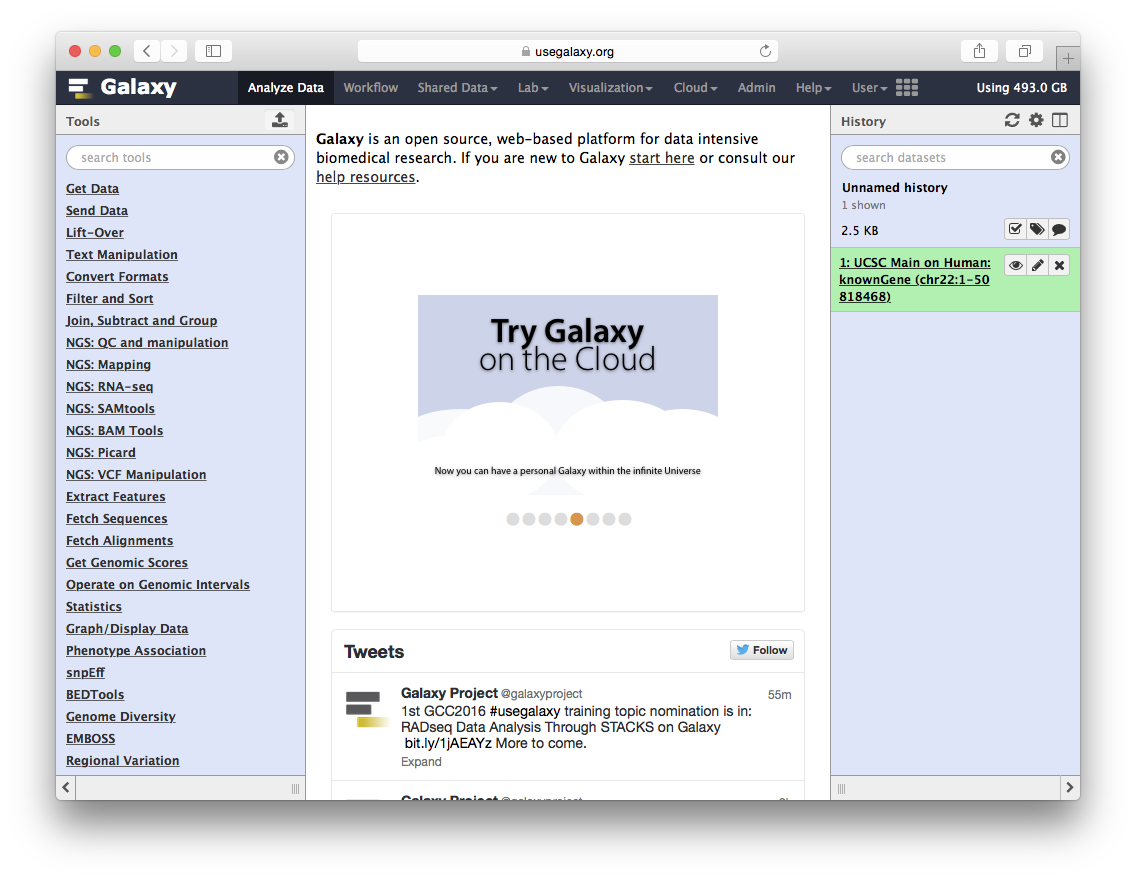 usegalaxy.org
Galaxy
Analyze Data
Workflow
Shared Data
Lab
Visualization
Cloud
Admin
Help
User
Using 493.0 GB
Tools
search tools
Get Data
Send Data
Lift-Over
Text Manipulation
Convert Formats
Filter and Sort
Join, Subtract and Group
NGS: QC and manipulation
NGS: Mapping
NGS: RNA-seq
NGS: SAMtools
NGS: BAM Tools
NGS: Picard
NGS: VCF Manipulation
Extract Features
Fetch Sequences
Fetch Alignments
Get Genomic Scores
Operate on Genomic Intervals
Statistics
Graph/Display Data
Phenotype Association
snpEff
BEDTools
Genome Diversity
EMBOSS
Regional Variation
Galaxy is an open source, web-based platform for data intensive
biomedical research. If you are new to Galaxy start here or consult our
help resources.
Try Galaxy
on the Cloud
Now you can have a personal Galaxy within the infinite Universe
Tweets
Follow
Galaxy Project @galaxyproject 55m
1st GCC2016 #usegalaxy training topic nomination is in:
RADseq Data Analysis Through STACKS on Galaxy
bit.ly/1jAEAYz More to come.
Expand
Galaxy Project @galaxyproject
History
search datasets
Unnamed history
1 shown
2.5 KB
1: UCSC Main on Human:
knownGene (chr22:1-50
818468)